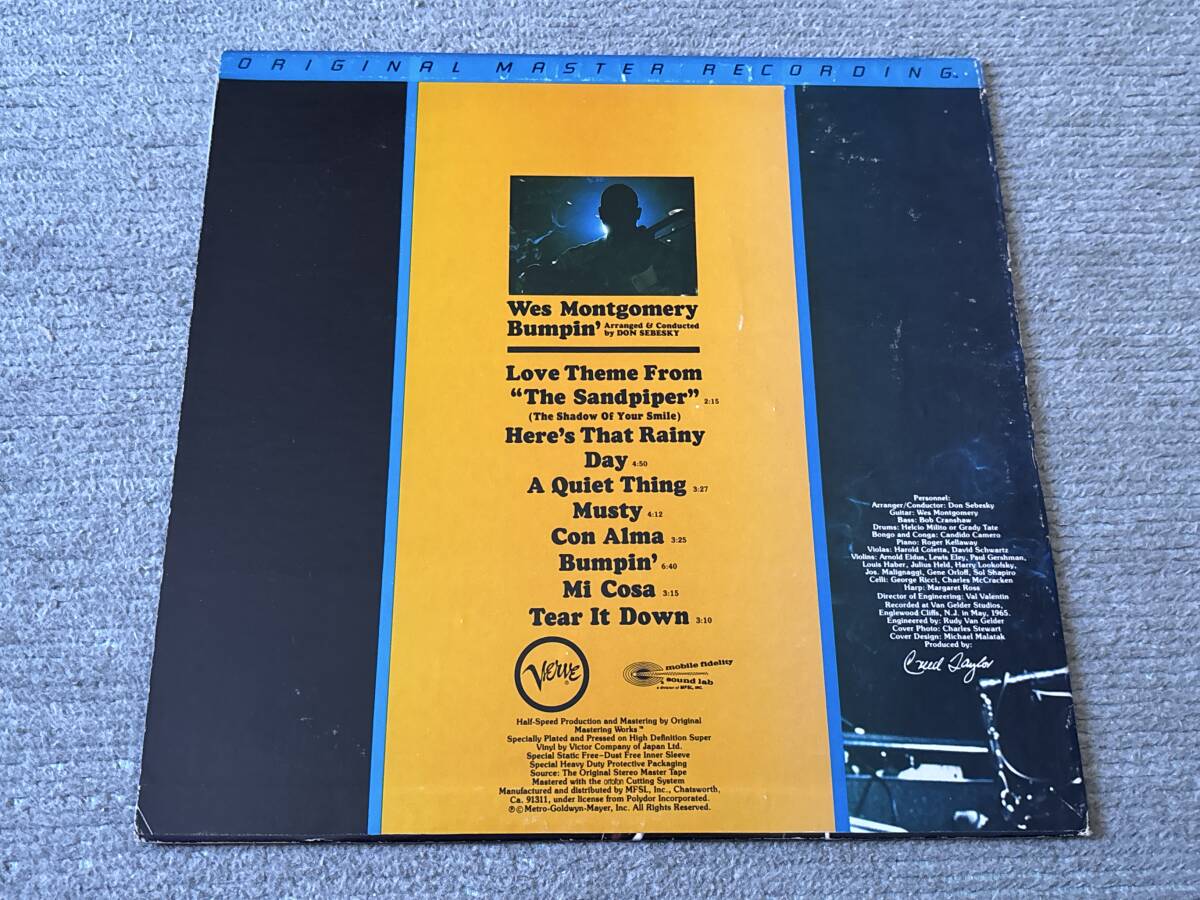 ORIGINAL MASTER RECORDING
Wes Montgomery
Bumpin' Arranged & Conducted
by DON SEBESKY
Love Theme From
"The Sandpiper" 2:15
(The Shadow Of Your Smile)
Here's That Rainy
Day 4:50
A Quiet Thing 3:27
Musty 4:12
Con Alma 3:25
Bumpin' 6:40
Mi Cosa 3:15
Tear It Down 3:10
VERVE ®
mobile fidelity
sound lab
a division of MFSL, INC.
Half-Speed Production and Mastering by Original
Mastering Works™
Specially Plated and Pressed on High Definition Super
Vinyl by Victor Company of Japan Ltd.
Special Static Free-Dust Free Inner Sleeve
Special Heavy Duty Protective Packaging
Source: The Original Stereo Master Tape
Mastered with the ortofon Cutting System
Manufactured and distributed by MFSL, Inc., Chatsworth,
Ca. 91311, under license from Polydor Incorporated.
℗© Metro-Goldwyn-Mayer, Inc. All Rights Reserved.
Personnel:
Arranger/Conductor: Don Sebesky
Guitar: Wes Montgomery
Bass: Bob Cranshaw
Drums: Helcio Milito or Grady Tate
Bongo and Conga: Candido Camero
Piano: Roger Kellaway
Violas: Harold Coletta, David Schwartz
Violins: Arnold Eidus, Lewis Eley, Paul Gershman,
Louis Haber, Julius Held, Harry Lookolsky,
Jos. Malignaggi, Gene Orloff, Sol Shapiro
Celli: George Ricci, Charles McCracken
Harp: Margaret Ross
Director of Engineering: Val Valentin
Recorded at Van Gelder Studios,
Englewood Cliffs, N.J. in May, 1965.
Engineered by: Rudy Van Gelder
Cover Photo: Charles Stewart
Cover Design: Michael Malatak
Produced by:
Creed Taylor